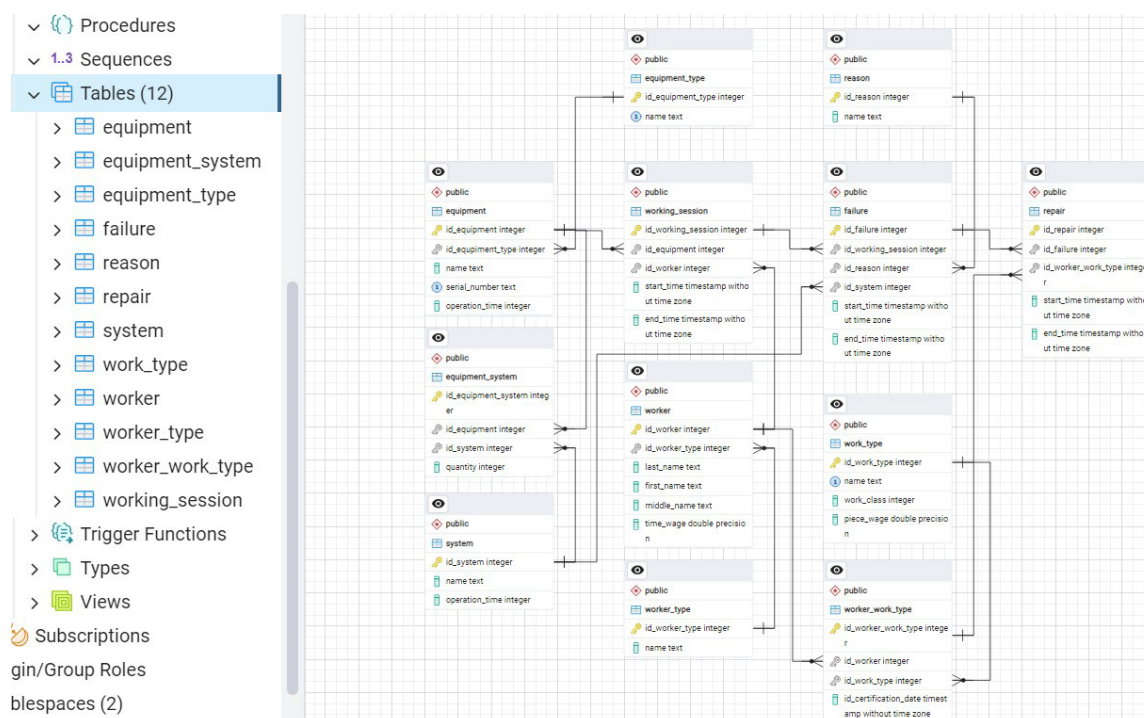 Procedures
1..3 Sequences
Tables (12)
equipment
equipment_system
equipment_type
failure
reason
repair
system
work_type
worker
worker_type
worker_work_type
working_session
Trigger Functions
Types
Views
Subscriptions
gin/Group Roles
blespaces (2)
public
equipment_type
id_equipment_type integer
1 name text
public
reason
id_reason integer
name text
public
equipment
id_equipment integer
id_equipment_type integer
name text
1 serial_number text
operation_time integer
public
working_session
id_working_session integer
id_equipment integer
id_worker integer
start_time timestamp witho
ut time zone
end_time timestamp witho
ut time zone
public
failure
id_failure integer
id_working_session integer
id_reason integer
id_system integer
start_time timestamp witho
ut time zone
end_time timestamp witho
ut time zone
public
repair
id_repair integer
id_failure integer
id_worker_work_type intege
r
start_time timestamp witho
ut time zone
end_time timestamp witho
ut time zone
public
equipment_system
id_equipment_system integ
er
id_equipment integer
id_system integer
quantity integer
public
worker
id_worker integer
id_worker_type integer
last_name text
first_name text
middle_name text
time_wage double precisio
n
public
work_type
id_work_type integer
1 name text
work_class integer
piece_wage double precisio
n
public
system
id_system integer
name text
operation_time integer
public
worker_type
id_worker_type integer
name text
public
worker_work_type
id_worker_work_type intege
r
id_worker integer
id_work_type integer
id_certification_date timest
amp without time zone